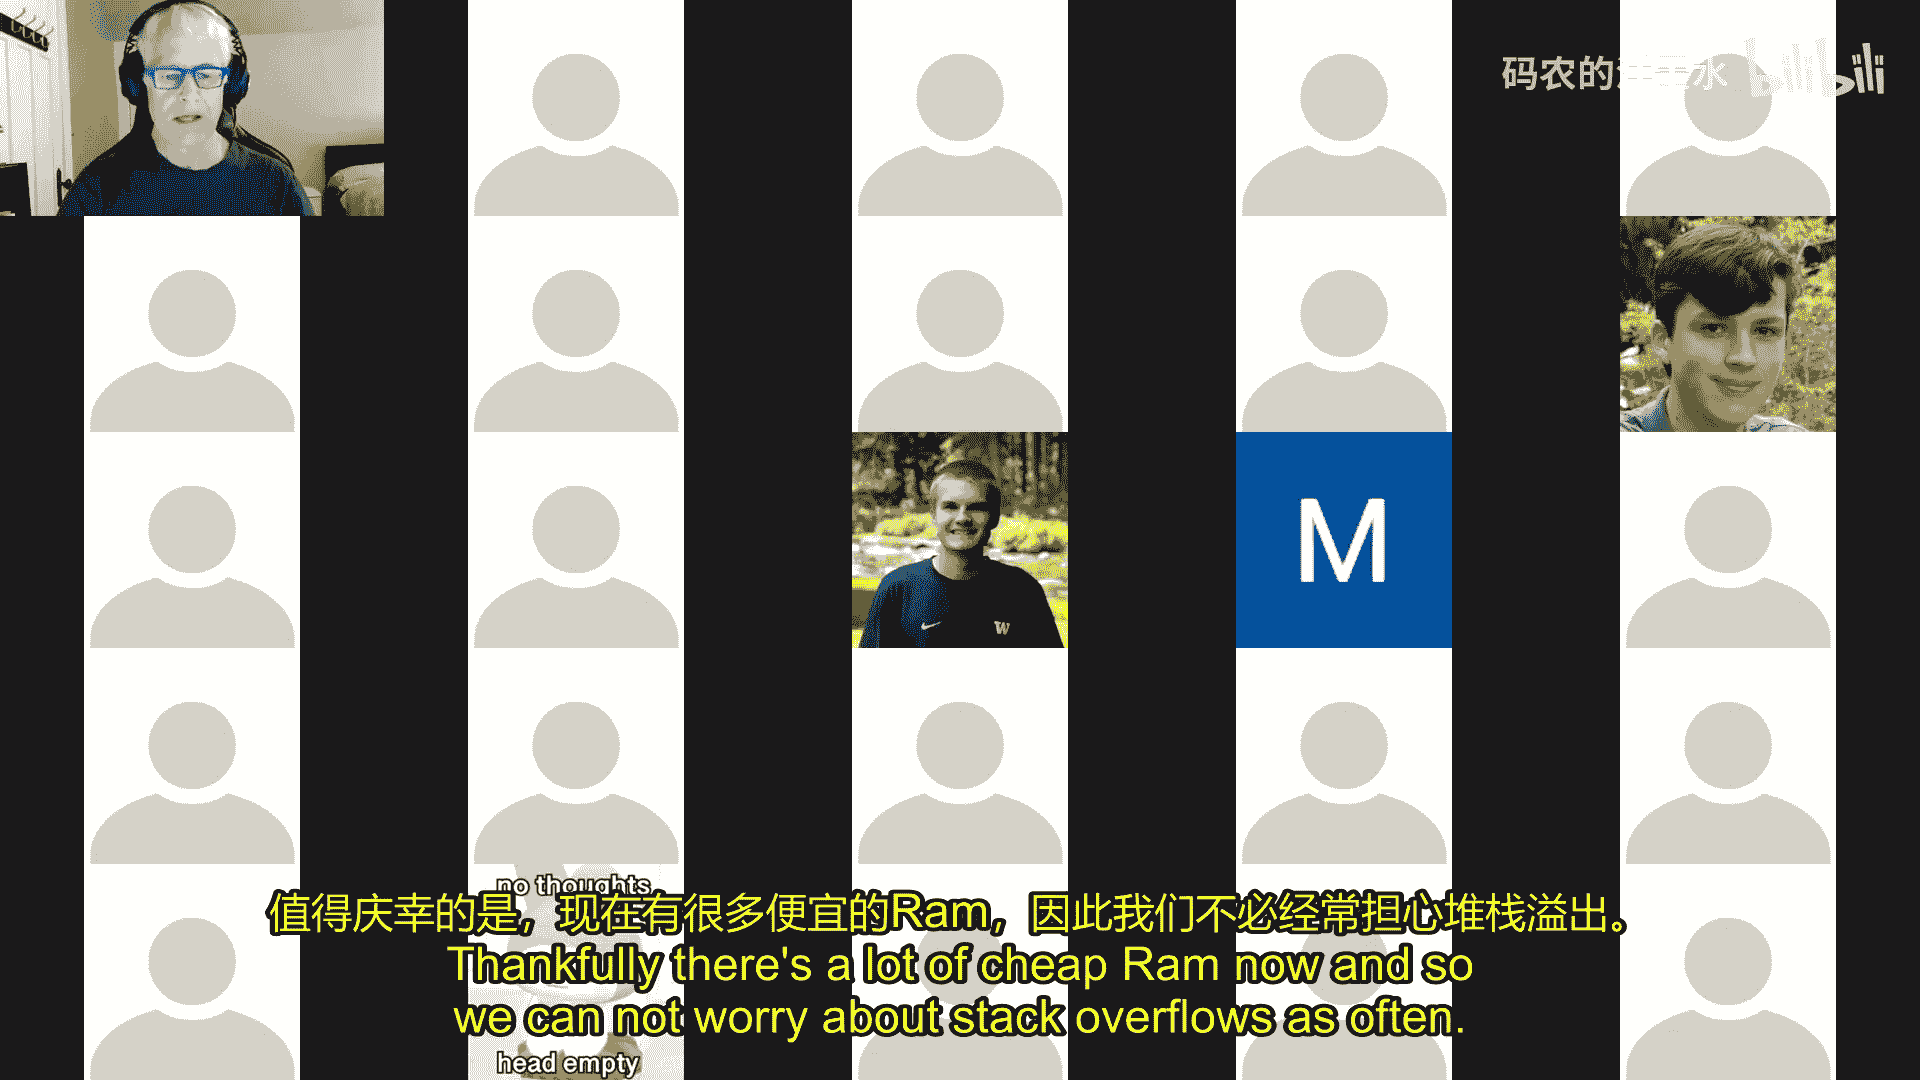 码农的 水 bilibili
M
W
no thoughts
值得庆幸的是，现在有很多便宜的Ram，因此我们不必经常担心堆栈溢出。
Thankfully there's a lot of cheap Ram now and so
we can not worry about stack overflows as often.
head empty